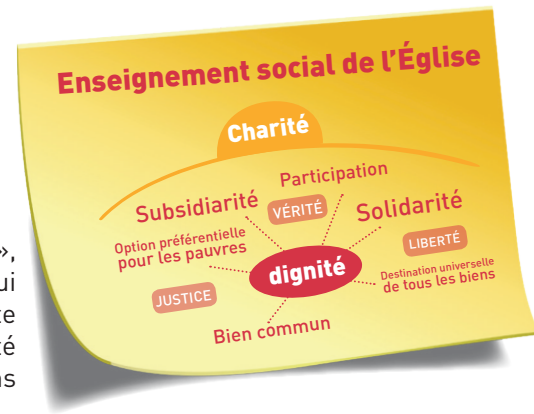 Enseignement social de l'Église
Charité
Participation
Subsidiarité
VÉRITÉ
Solidarité
Option préférentielle
pour les pauvres
LIBERTÉ
dignité
Destination universelle
de tous les biens
JUSTICE
Bien commun
»,